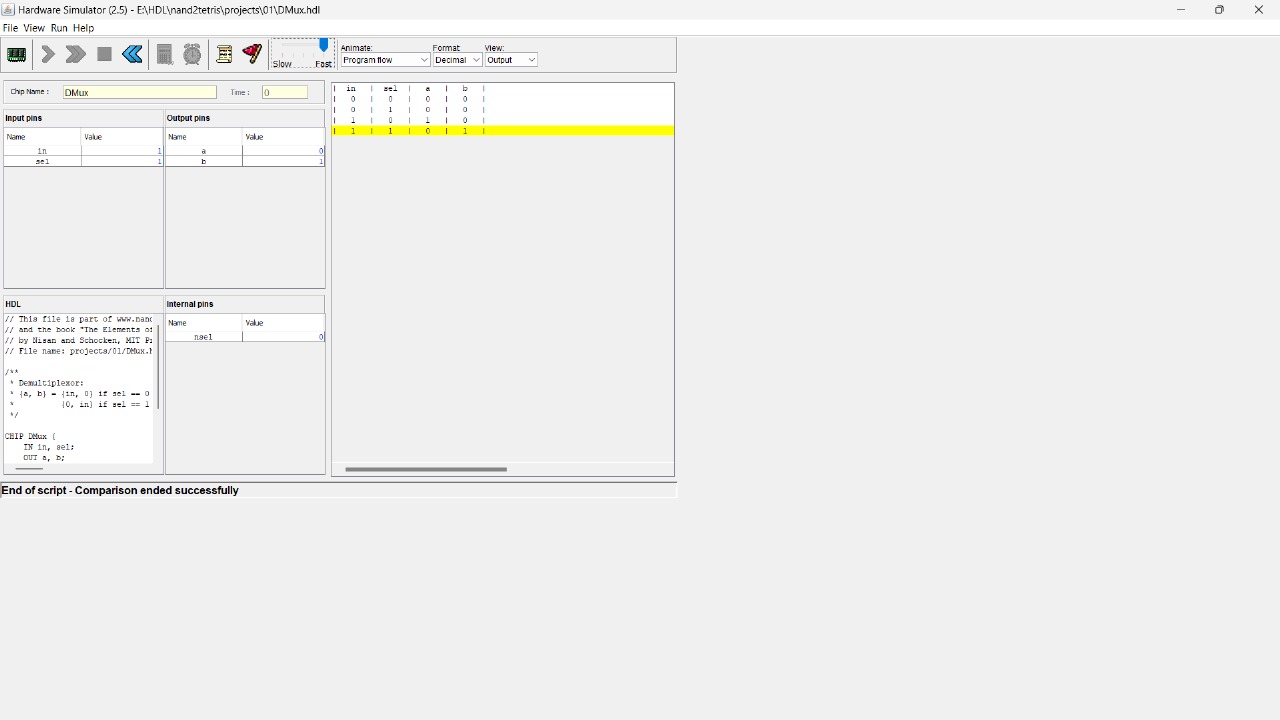 Hardware Simulator (2.5) - E:\HDL\nand2tetris\projects\01\DMux.hdl
File View Run Help
Slow Fast
Animate: Format: View:
Program flow Decimal Output
Chip Name : DMux Time : 0
Input pins Output pins
Name Value Name Value
in 1 a 0
sel 1 b 1
| in | sel | a | b |
| 0 | 0 | 0 | 0 |
| 0 | 1 | 0 | 0 |
| 1 | 0 | 1 | 0 |
| 1 | 1 | 0 | 1 |
HDL
// This file is part of www.nand
// and the book "The Elements of
// by Nisan and Schocken, MIT
// File name: projects/01/DMux.
/**
* Demultiplexor:
* {a, b} = {in, 0} if sel == 0
* {0, in} if sel == 1
*/
CHIP DMux {
IN in, sel;
OUT a, b;
Internal pins
Name Value
nsel 0
End of script - Comparison ended successfully